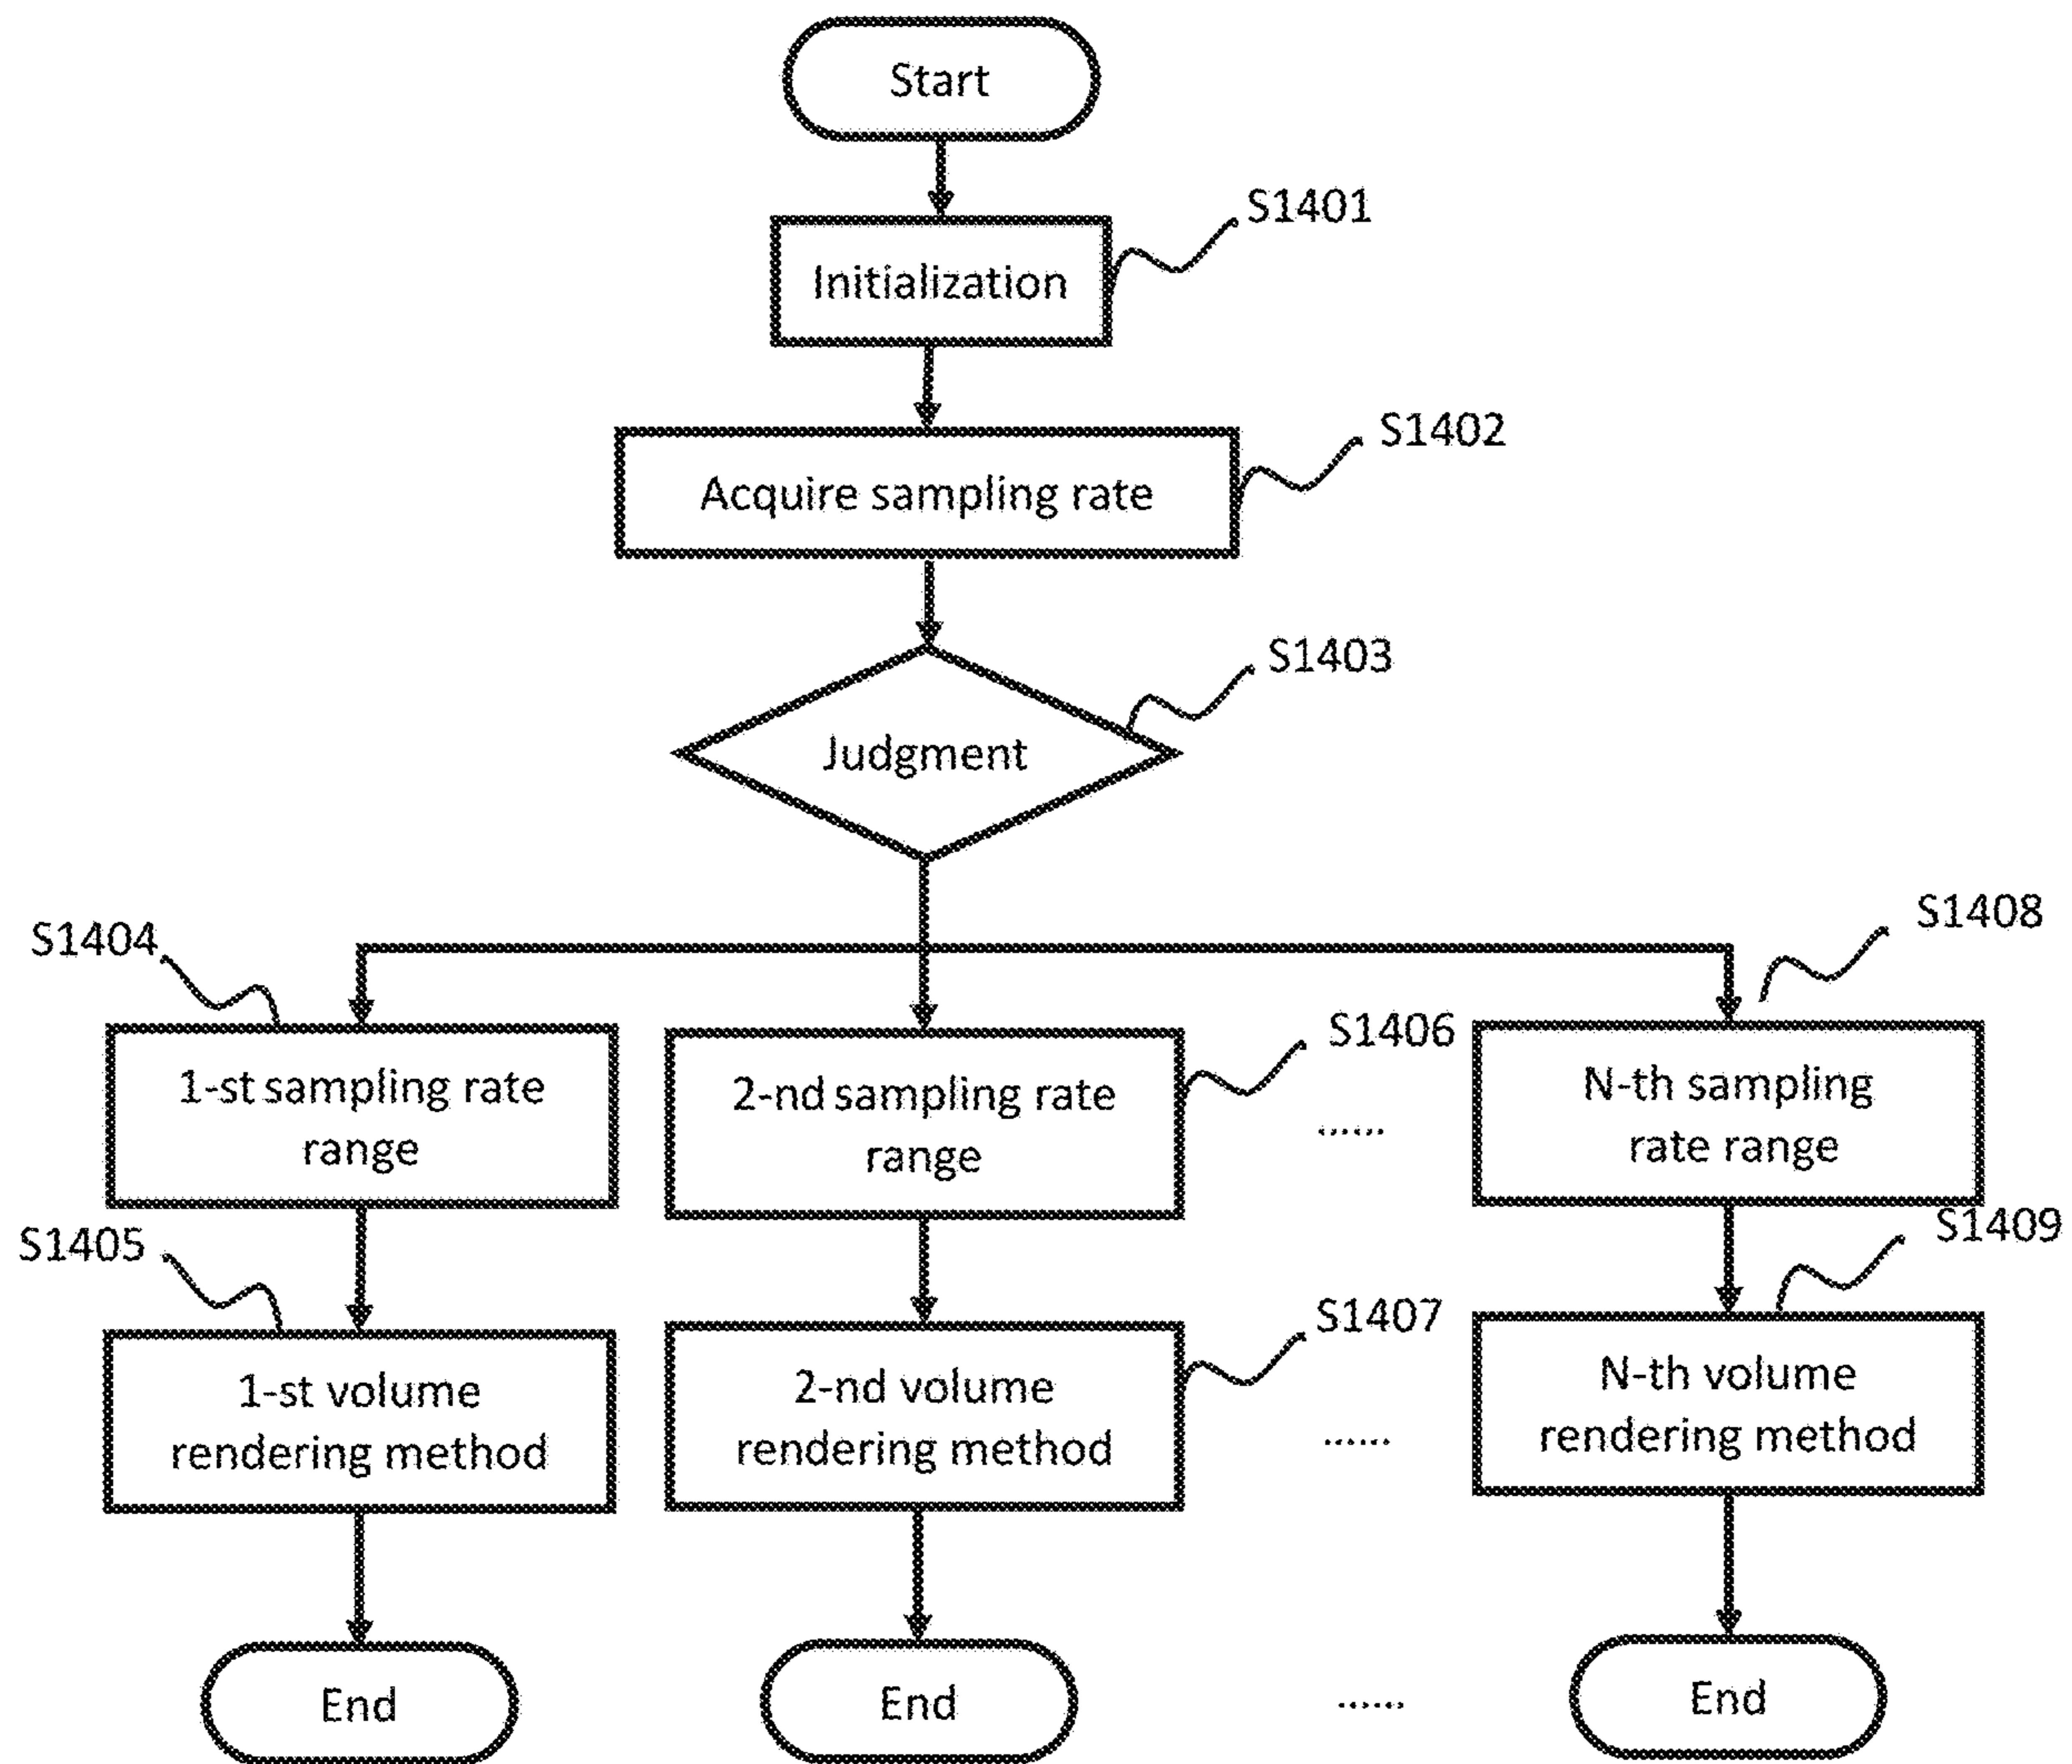 Start
S1401
Initialization
S1402
Acquire sampling rate
S1403
Judgment
S1404
S1408
1-st sampling rate
range
2-nd sampling rate
range
S1406
......
N-th sampling
rate range
S1405
S1409
1-st volume
rendering method
2-nd volume
rendering method
S1407
......
N-th volume
rendering method
End
End
......
End